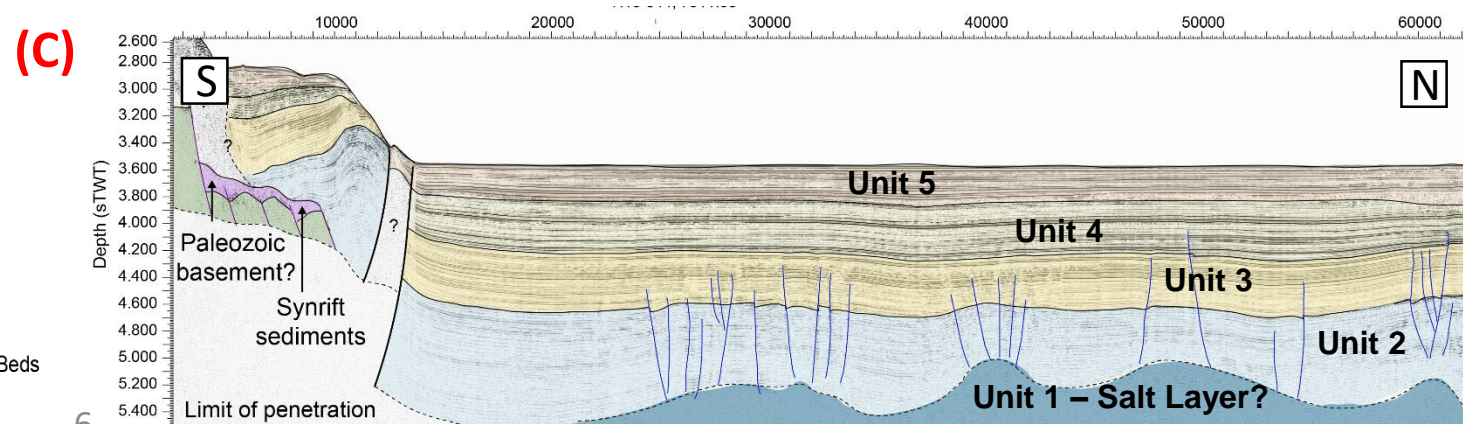 (C)
10000 20000 30000 40000 50000 60000
S
N
Depth (sTWT)
2.600
2.800
3.000
3.200
3.400
3.600
3.800
4.000
4.200
4.400
4.600
4.800
5.000
5.200
5.400
?
?
Unit 5
Unit 4
Unit 3
Unit 2
Unit 1 – Salt Layer?
Paleozoic
basement?
Synrift
sediments
Limit of penetration
Beds
6